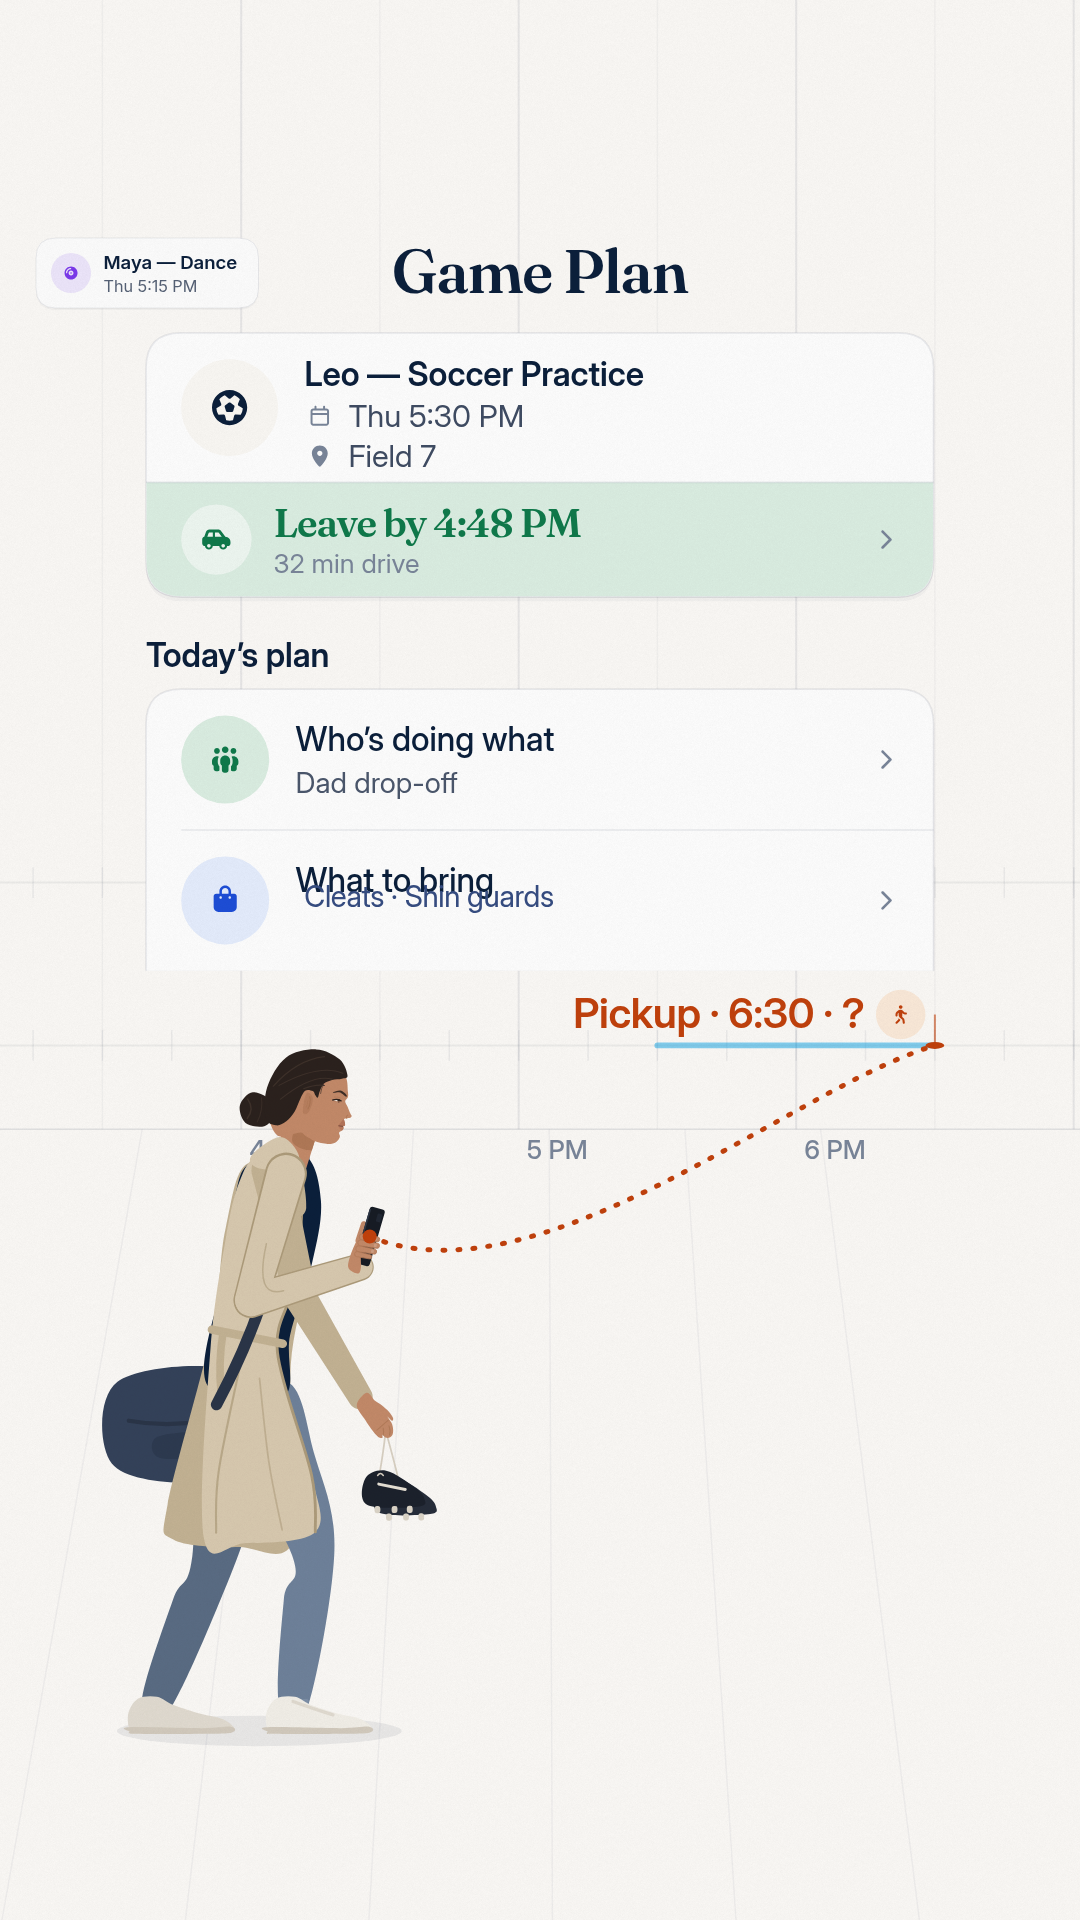 Game Plan
Maya — Dance
Thu 5:15 PM
Leo — Soccer Practice
Thu 5:30 PM
Field 7
Leave by 4:48 PM
32 min drive
Today’s plan
Who’s doing what
Dad drop-off
What to bring
Cleats · Shin guards
Pickup · 6:30 · ?
4
5 PM
6 PM